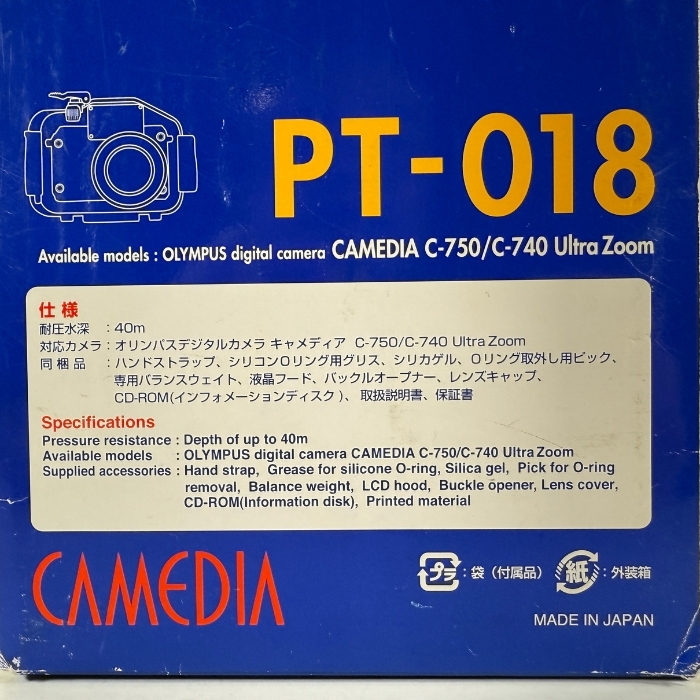 PT-018
Available models : OLYMPUS digital camera CAMEDIA C-750/C-740 Ultra Zoom
仕様
耐圧水深 : 40m
対応カメラ : オリンパスデジタルカメラ キャメディア C-750/C-740 Ultra Zoom
同梱品 : ハンドストラップ、シリコンOリング用グリス、シリカゲル、Oリング取外し用ピック、
専用バランスウェイト、液晶フード、バックルオープナー、レンズキャップ、
CD-ROM(インフォメーションディスク)、取扱説明書、保証書
Specifications
Pressure resistance : Depth of up to 40m
Available models : OLYMPUS digital camera CAMEDIA C-750/C-740 Ultra Zoom
Supplied accessories : Hand strap, Grease for silicone O-ring, Silica gel, Pick for O-ring
removal, Balance weight, LCD hood, Buckle opener, Lens cover,
CD-ROM(Information disk), Printed material
CAMEDIA
プラ : 袋（付属品） 紙 : 外装箱
MADE IN JAPAN